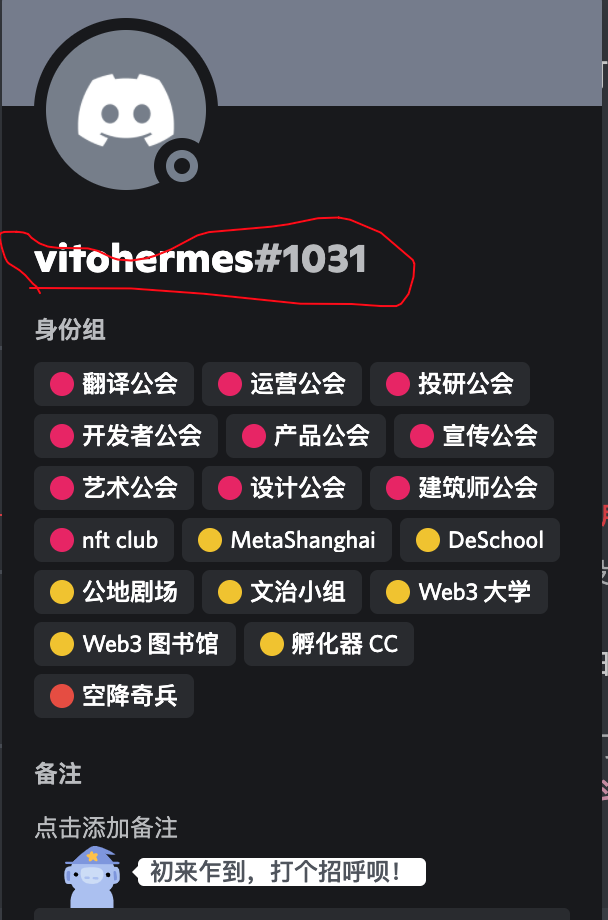 vitohermes#1031
身份组
翻译公会 运营公会 投研公会
开发者公会 产品公会 宣传公会
艺术公会 设计公会 建筑师公会
nft club MetaShanghai DeSchool
公地剧场 文治小组 Web3 大学
Web3 图书馆 孵化器 CC
空降奇兵
备注
点击添加备注
初来乍到，打个招呼呗！